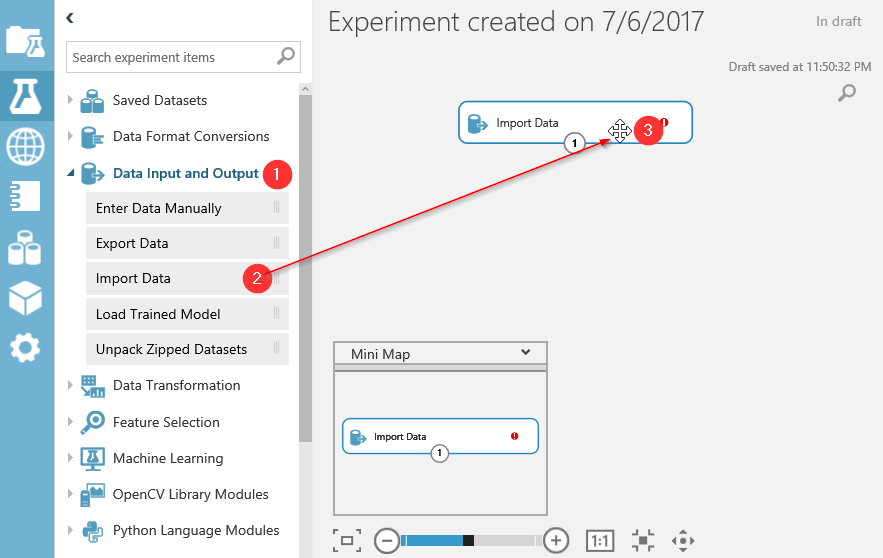 Experiment created on 7/6/2017
In draft
Draft saved at 11:50:32 PM
Search experiment items
Saved Datasets
Data Format Conversions
Data Input and Output 1
Enter Data Manually
Export Data
Import Data 2
Load Trained Model
Unpack Zipped Datasets
Data Transformation
Feature Selection
Machine Learning
OpenCV Library Modules
Python Language Modules
Import Data 3
1
Mini Map
Import Data
1
1:1